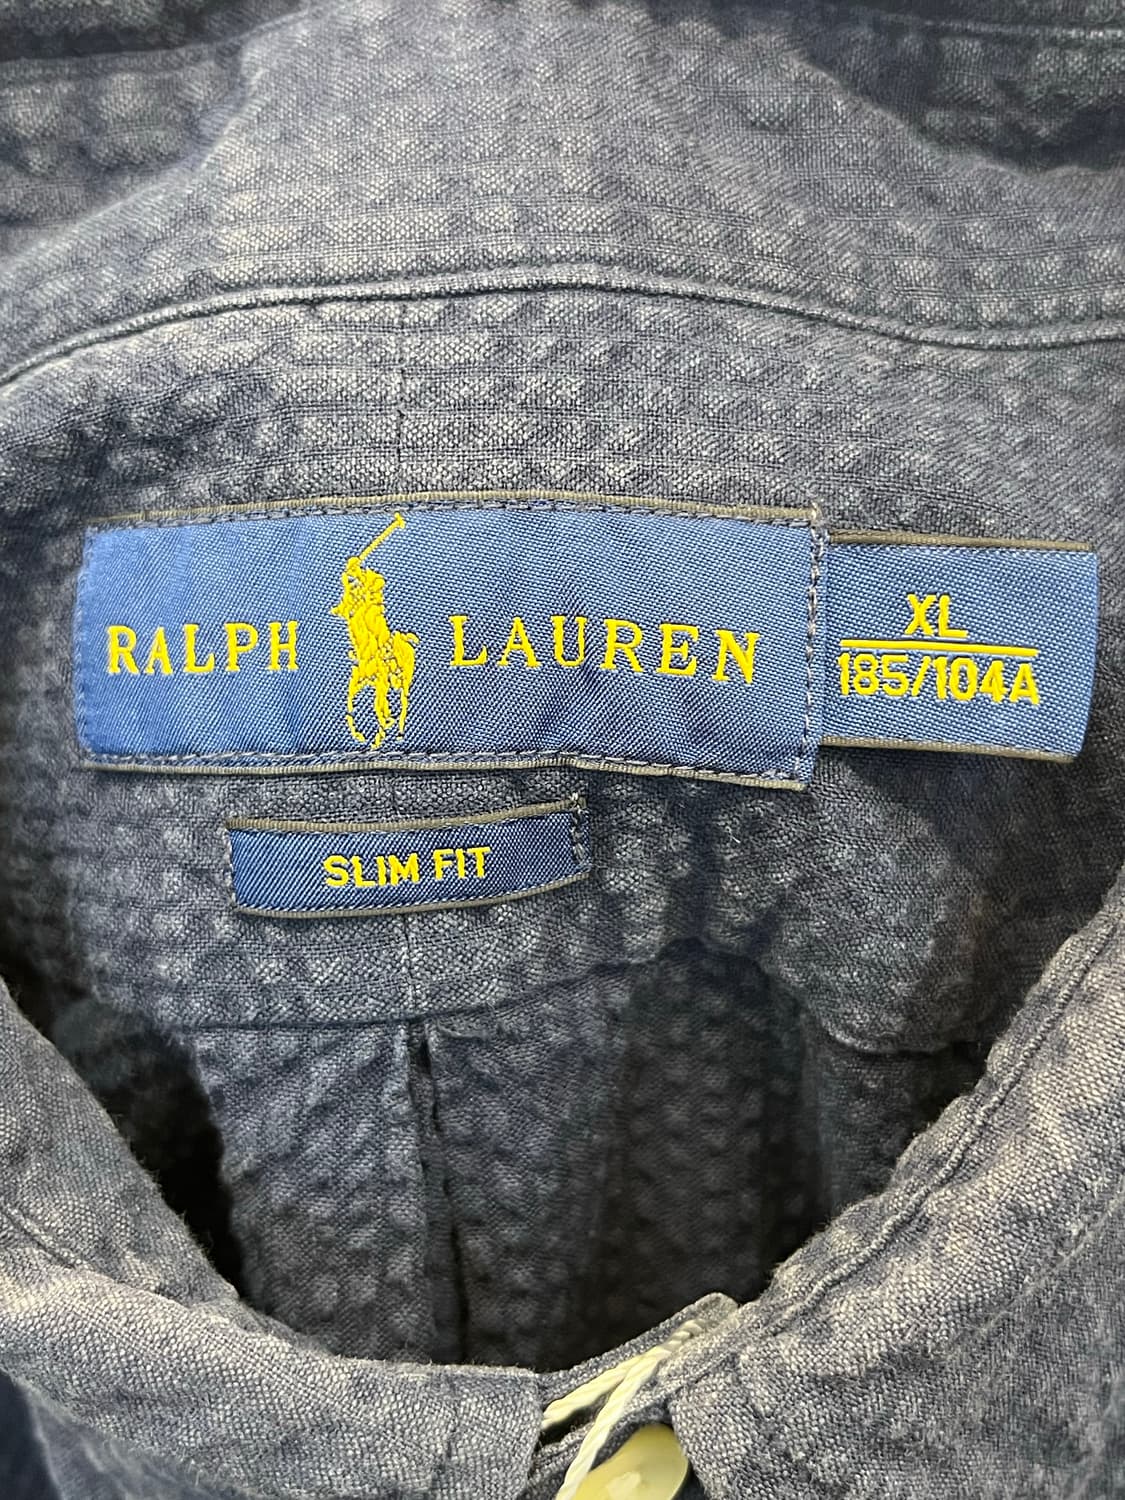 RALPH LAUREN
XL
185/104A
SLIM FIT